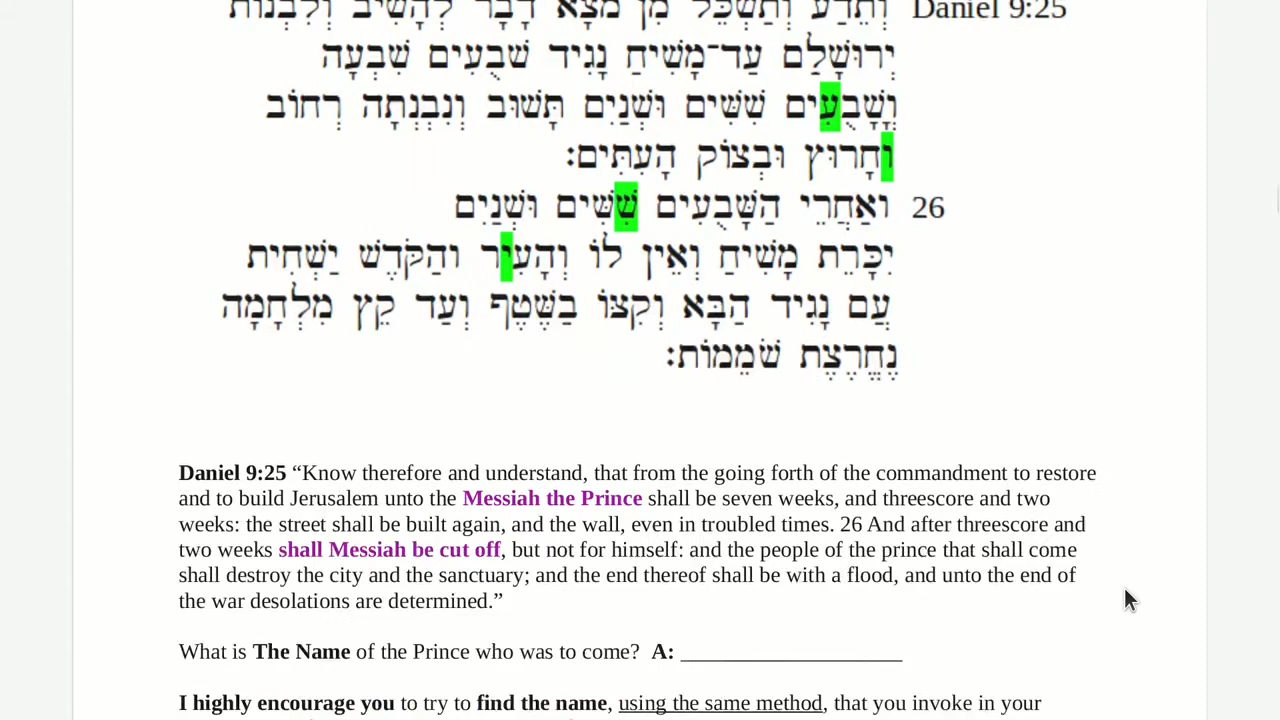 וְתֵדַע וְתַשְׂכֵּל מִן מֹצָא דָבָר לְהָשִׁיב וְלִבְנוֹת Daniel 9:25
יְרוּשָׁלִַם עַד־מָשִׁיחַ נָגִיד שָׁבֻעִים שִׁבְעָה
וְשָׁבֻעִים שִׁשִּׁים וּשְׁנַיִם תָּשׁוּב וְנִבְנְתָה רְחוֹב
וְחָרוּץ וּבְצוֹק הָעִתִּים׃
וְאַחֲרֵי הַשָּׁבֻעִים שִׁשִּׁים וּשְׁנַיִם 26
יִכָּרֵת מָשִׁיחַ וְאֵין לוֹ וְהָעִיר וְהַקֹּדֶשׁ יַשְׁחִית
עַם נָגִיד הַבָּא וְקִצּוֹ בַשֶּׁטֶף וְעַד קֵץ מִלְחָמָה
נֶחֱרֶצֶת שֹׁמֵמוֹת׃
Daniel 9:25 “Know therefore and understand, that from the going forth of the commandment to restore
and to build Jerusalem unto the Messiah the Prince shall be seven weeks, and threescore and two
weeks: the street shall be built again, and the wall, even in troubled times. 26 And after threescore and
two weeks shall Messiah be cut off, but not for himself: and the people of the prince that shall come
shall destroy the city and the sanctuary; and the end thereof shall be with a flood, and unto the end of
the war desolations are determined.”
What is The Name of the Prince who was to come? A: ____________________
I highly encourage you to try to find the name, using the same method, that you invoke in your